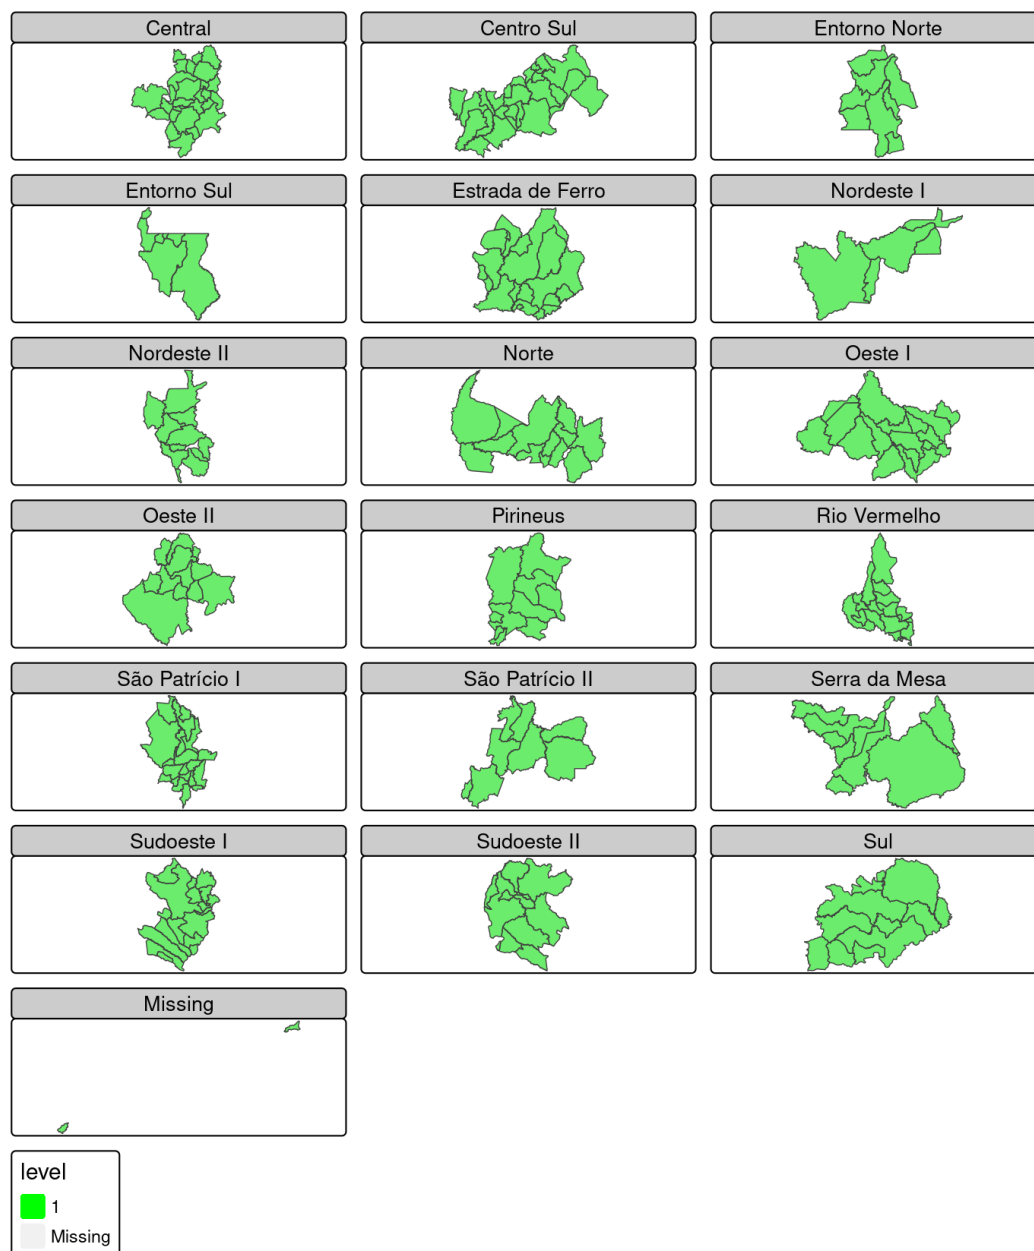 Central
Centro Sul
Entorno Norte
Entorno Sul
Estrada de Ferro
Nordeste I
Nordeste II
Norte
Oeste I
Oeste II
Pirineus
Rio Vermelho
São Patrício I
São Patrício II
Serra da Mesa
Sudoeste I
Sudoeste II
Sul
Missing
level
1
Missing